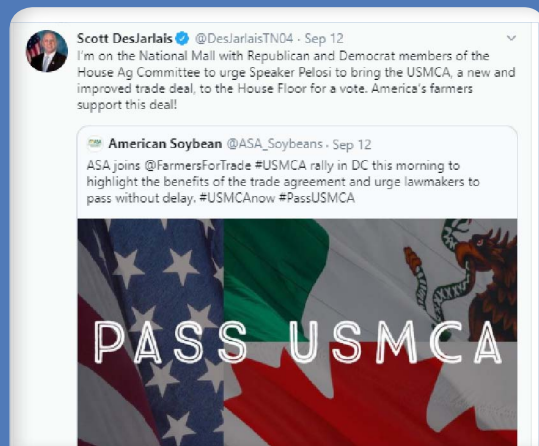 Scott DesJarlais @DesJarlaisTN04 · Sep 12
I'm on the National Mall with Republican and Democrat members of the
House Ag Committee to urge Speaker Pelosi to bring the USMCA, a new and
improved trade deal, to the House Floor for a vote. America's farmers
support this deal!
American Soybean @ASA_Soybeans · Sep 12
ASA joins @FarmersForTrade #USMCA rally in DC this morning to
highlight the benefits of the trade agreement and urge lawmakers to
pass without delay. #USMCAnow #PassUSMCA
PASS USMCA